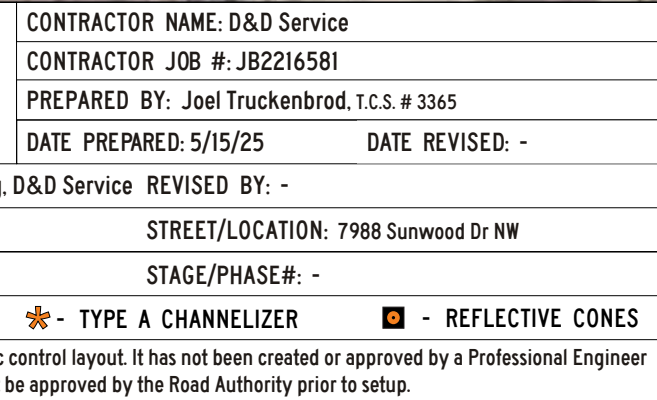 CONTRACTOR NAME: D&D Service
CONTRACTOR JOB #: JB2216581
PREPARED BY: Joel Truckenbrod, T.C.S. # 3365
DATE PREPARED: 5/15/25 DATE REVISED: -
, D&D Service REVISED BY: -
STREET/LOCATION: 7988 Sunwood Dr NW
STAGE/PHASE#: -
- TYPE A CHANNELIZER - REFLECTIVE CONES
control layout. It has not been created or approved by a Professional Engineer
be approved by the Road Authority prior to setup.